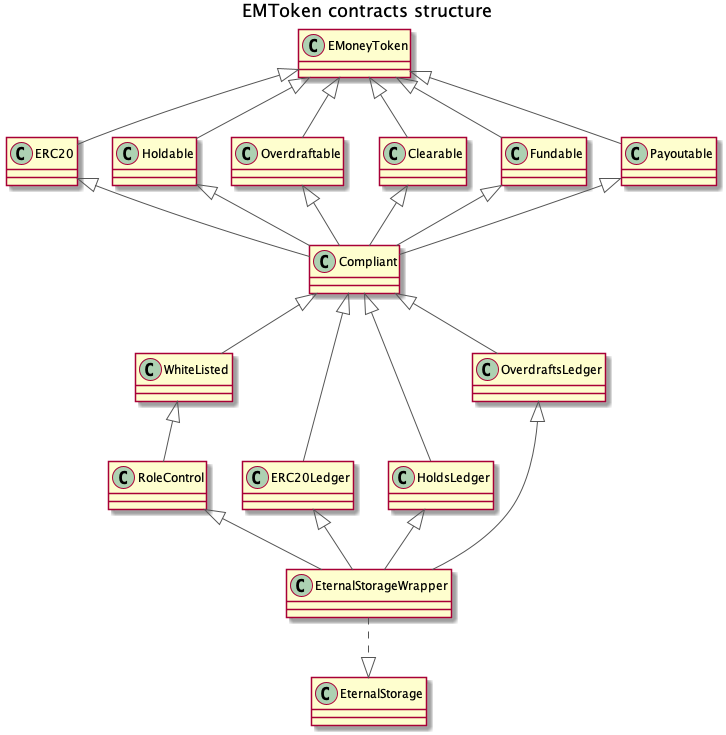 EMToken contracts structure
C EMoneyToken
C ERC20
C Holdable
C Overdraftable
C Clearable
C Fundable
C Payoutable
C Compliant
C WhiteListed
C OverdraftsLedger
C RoleControl
C ERC20Ledger
C HoldsLedger
C EternalStorageWrapper
C EternalStorage